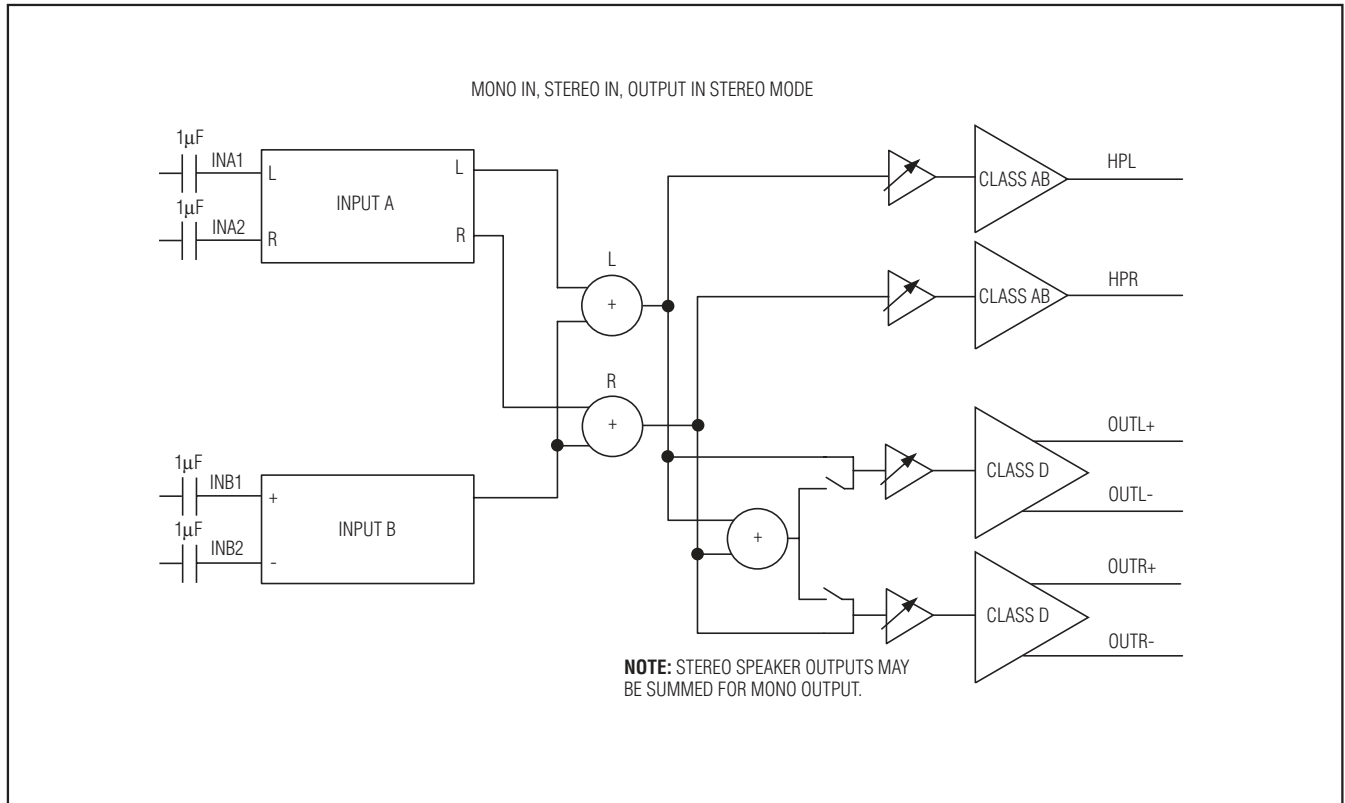 MONO IN, STEREO IN, OUTPUT IN STEREO MODE
1μF
INA1
L
L
INPUT A
1μF
INA2
R
R
L
+
R
+
1μF
INB1
+
INPUT B
1μF
INB2
-
+
CLASS AB
HPL
CLASS AB
HPR
CLASS D
OUTL+
OUTL-
CLASS D
OUTR+
OUTR-
NOTE: STEREO SPEAKER OUTPUTS MAY
BE SUMMED FOR MONO OUTPUT.